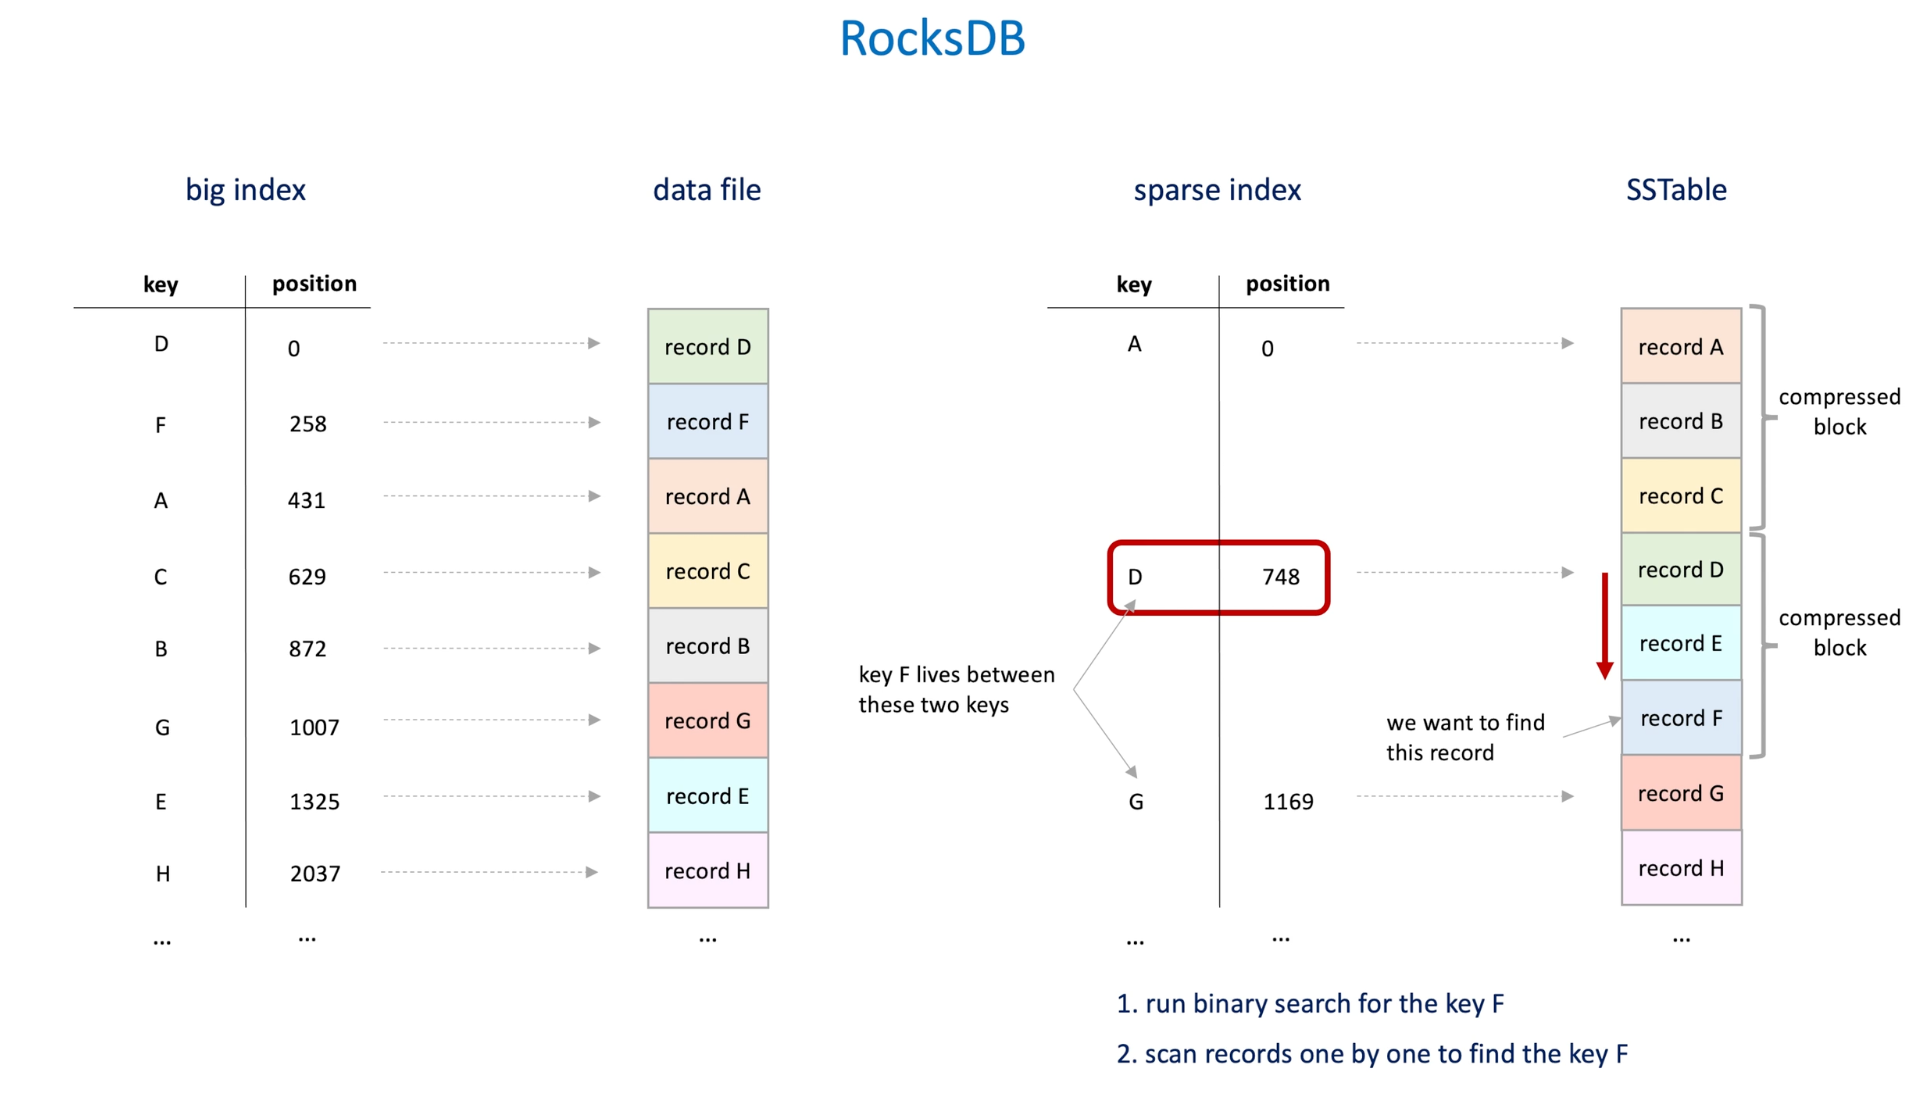 RocksDB
big index
data file
sparse index
SSTable
key position
D 0
F 258
A 431
C 629
B 872
G 1007
E 1325
H 2037
... ...
record D
record F
record A
record C
record B
record G
record E
record H
...
key position
A 0
D 748
G 1169
... ...
key F lives between
these two keys
we want to find
this record
record A
record B
record C
record D
record E
record F
record G
record H
...
compressed
block
compressed
block
1. run binary search for the key F
2. scan records one by one to find the key F